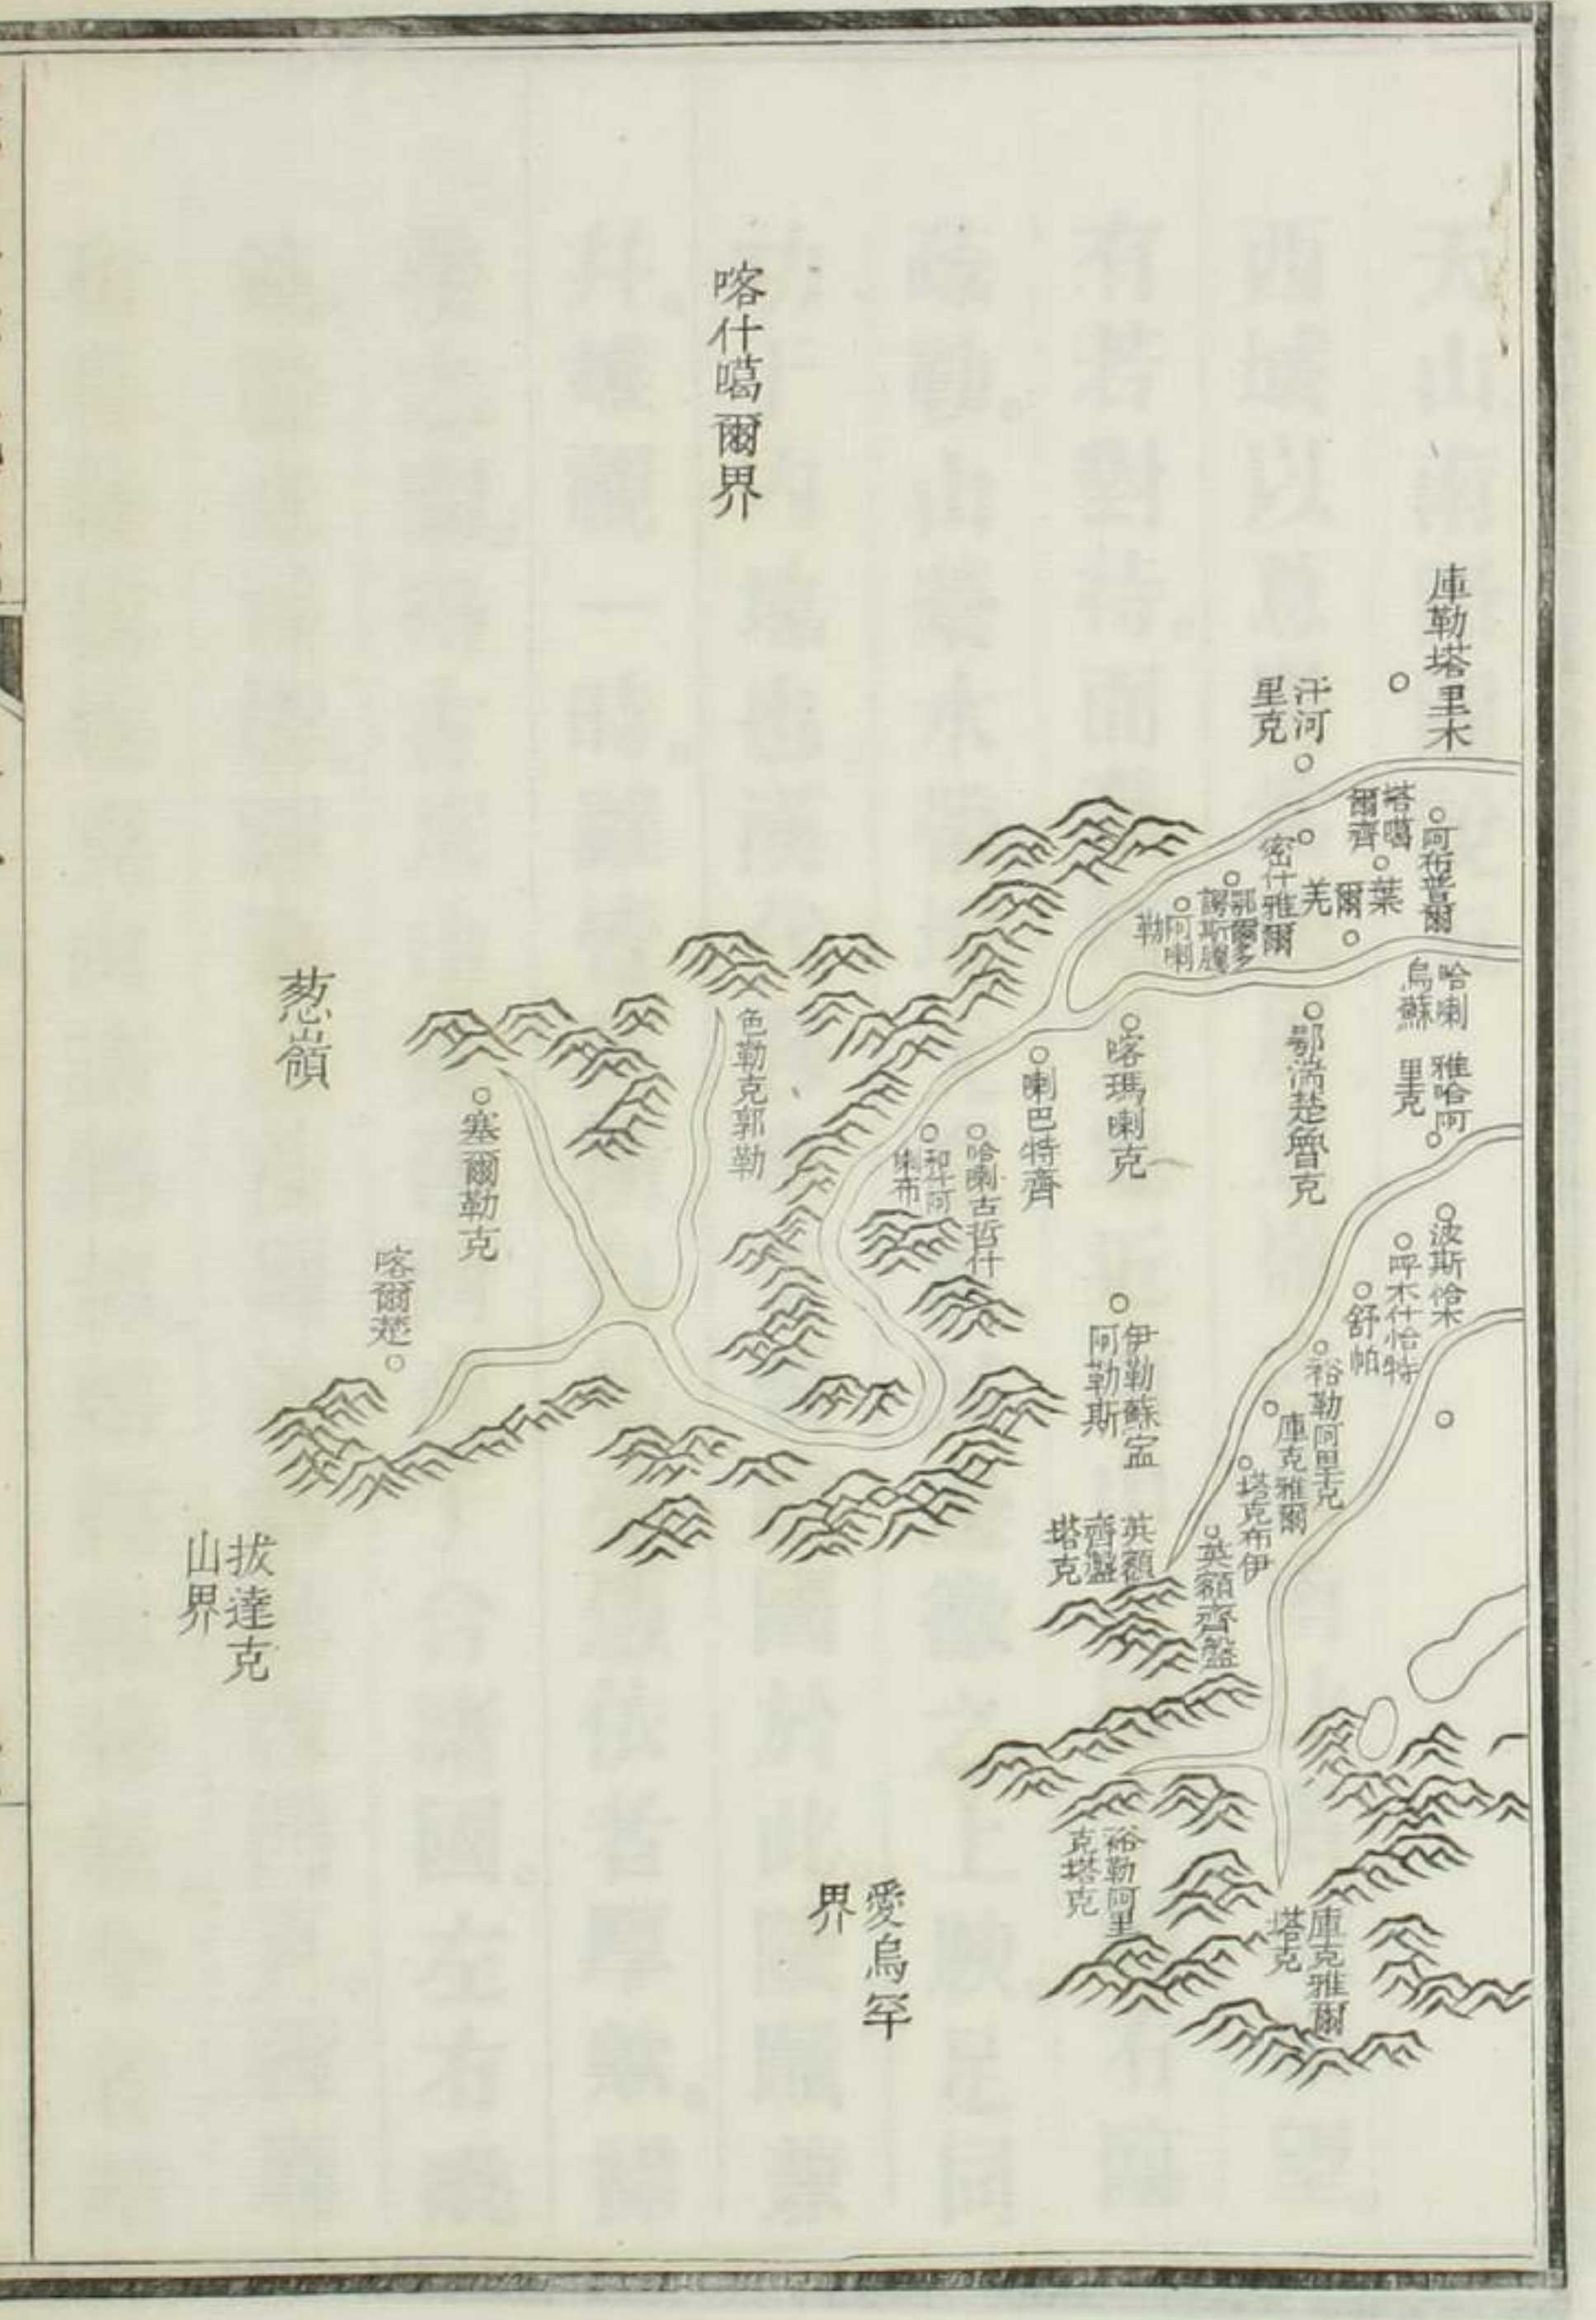 庫勒塔里木
汗河
里克
塔噶
爾齊
阿布普爾
葉爾羌
密什雅爾
鄂爾多
謌斯騰
阿喇
勒
喀什噶爾界
哈喇
烏蘇
雅哈阿
里克
鄂湍楚魯克
喀瑪喇克
喇巴特齊
哈喇古哲什
和什阿
喇布
色勒克郭勒
塞爾勒克
喀爾楚
葱嶺
波斯恰木
呼木什恰特
舒帕
裕勒阿里克
庫克雅爾
塔克布伊
英額齊盤
伊勒蘇盂
阿勒斯
英額
齊盤
塔克
拔達克
山界
裕勒阿里
克塔克
庫克雅爾
塔克
愛烏罕
界